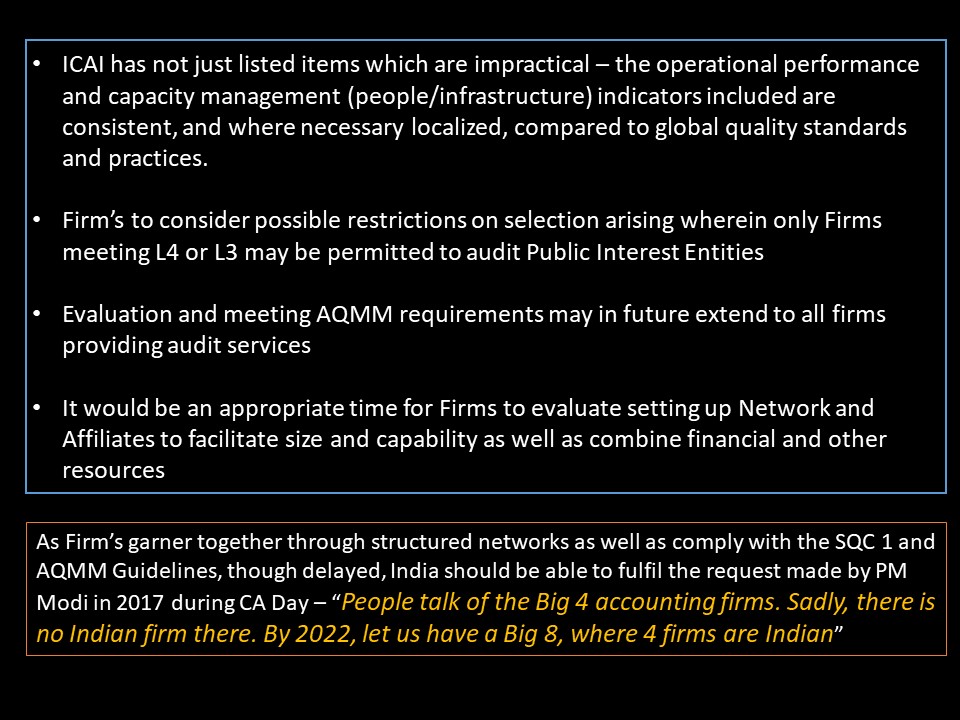 • ICAI has not just listed items which are impractical – the operational performance
and capacity management (people/infrastructure) indicators included are
consistent, and where necessary localized, compared to global quality standards
and practices.
• Firm’s to consider possible restrictions on selection arising wherein only Firms
meeting L4 or L3 may be permitted to audit Public Interest Entities
• Evaluation and meeting AQMM requirements may in future extend to all firms
providing audit services
• It would be an appropriate time for Firms to evaluate setting up Network and
Affiliates to facilitate size and capability as well as combine financial and other
resources
As Firm’s garner together through structured networks as well as comply with the SQC 1 and
AQMM Guidelines, though delayed, India should be able to fulfil the request made by PM
Modi in 2017 during CA Day – “People talk of the Big 4 accounting firms. Sadly, there is
no Indian firm there. By 2022, let us have a Big 8, where 4 firms are Indian”